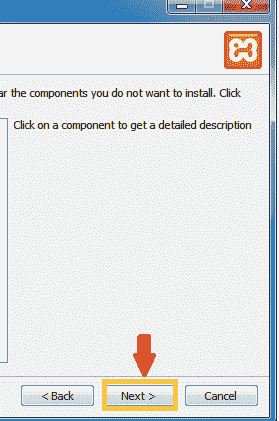 ar the components you do not want to install. Click
Click on a component to get a detailed description
< Back
Next >
Cancel